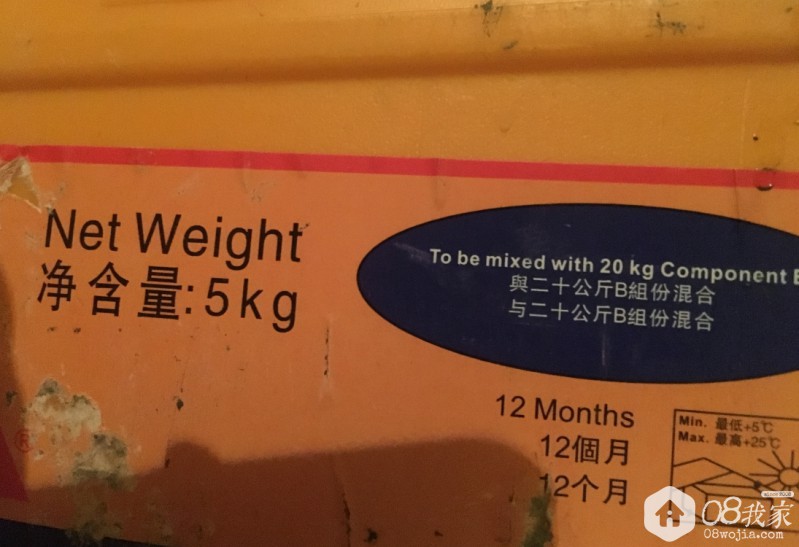 Net Weight
净含量:5kg
To be mixed with 20 kg Component B
與二十公斤B組份混合
与二十公斤B组份混合
12 Months
12個月
12个月
Min. 最低+5℃
Max. 最高+25℃
®
08我家
08wojia.com